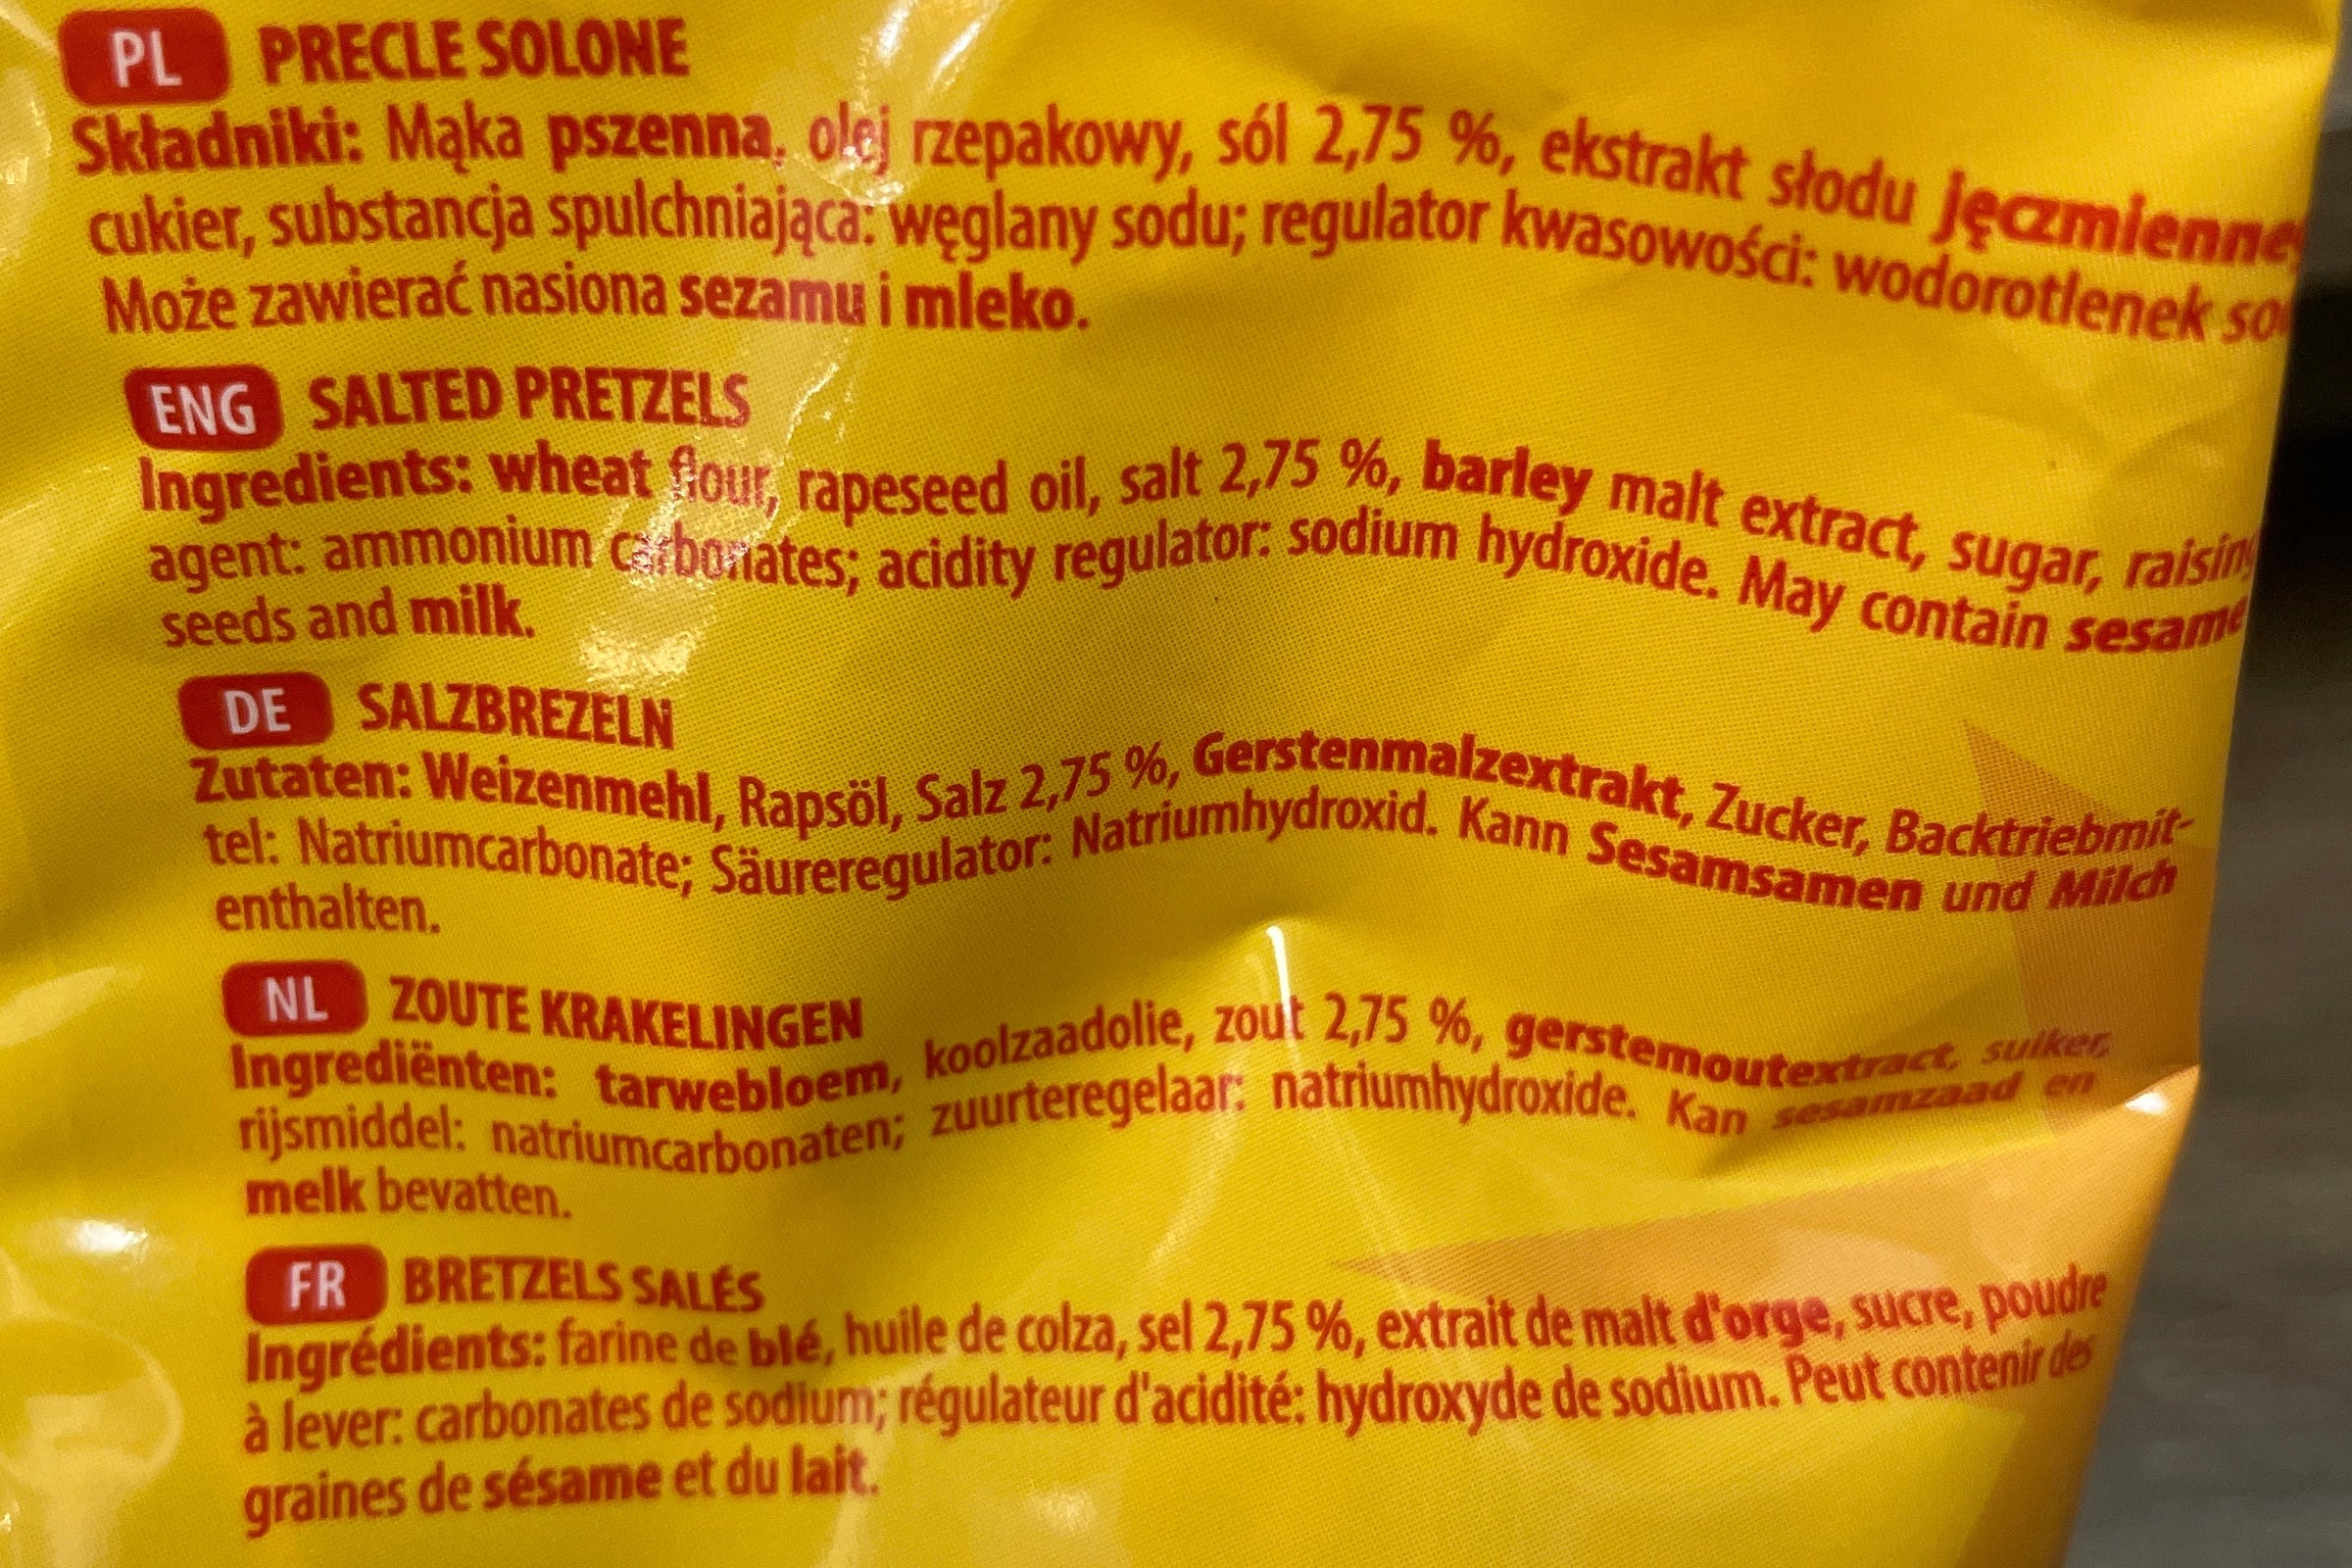 PL PRECLE SOLONE
Składniki: Mąka pszenna, olej rzepakowy, sól 2,75 %, ekstrakt słodu
cukier, substancja spulchniająca: węglany sodu; regulator kwasowości: wodorotlenek
Może zawierać nasiona sezamu i mleko.
ENG SALTED PRETZELS
Ingredients: wheat flour, rapeseed oil, salt 2,75 %, barley malt extract, sugar, raising
agent: ammonium carbonates; acidity regulator: sodium hydroxide. May contain sesame
seeds and milk.
DE SALZBREZELN
Zutaten: Weizenmehl, Rapsöl, Salz 2,75 %, Gerstenmalzextrakt, Zucker, Backtriebmit-
tel: Natriumcarbonate; Säureregulator: Natriumhydroxid. Kann Sesamsamen und Milch
enthalten.
NL ZOUTE KRAKELINGEN
Ingrediënten: tarwebloem, koolzaadolie, zout 2,75 %, gerstemoutextract, suiker,
rijsmiddel: natriumcarbonaten; zuurteregelaar: natriumhydroxide. Kan sesamzaad en
melk bevatten.
FR BRETZELS SALÉS
Ingrédients: farine de blé, huile de colza, sel 2,75 %, extrait de malt d'orge, sucre, poudre
à lever: carbonates de sodium; régulateur d'acidité: hydroxyde de sodium. Peut contenir des
graines de sésame et du lait.